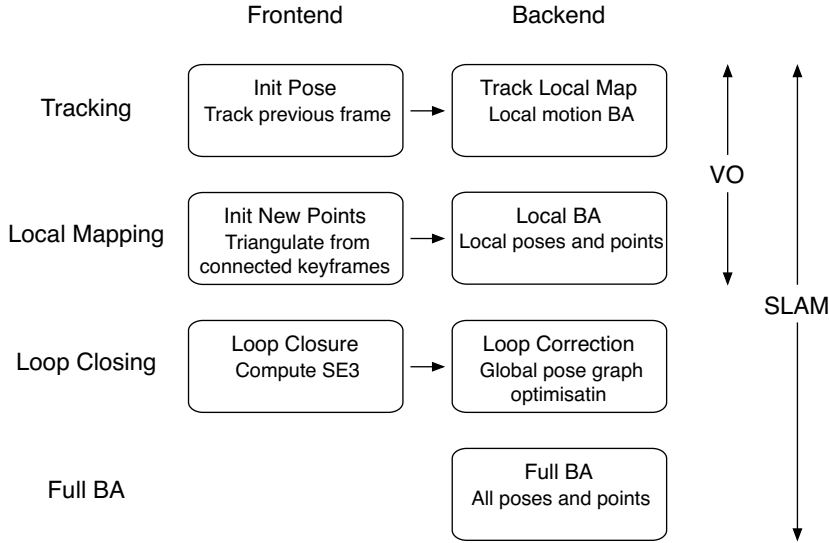 Frontend
Backend
Tracking
Init Pose
Track previous frame
Track Local Map
Local motion BA
VO
Local Mapping
Init New Points
Triangulate from
connected keyframes
Local BA
Local poses and points
SLAM
Loop Closing
Loop Closure
Compute SE3
Loop Correction
Global pose graph
optimisatin
Full BA
Full BA
All poses and points